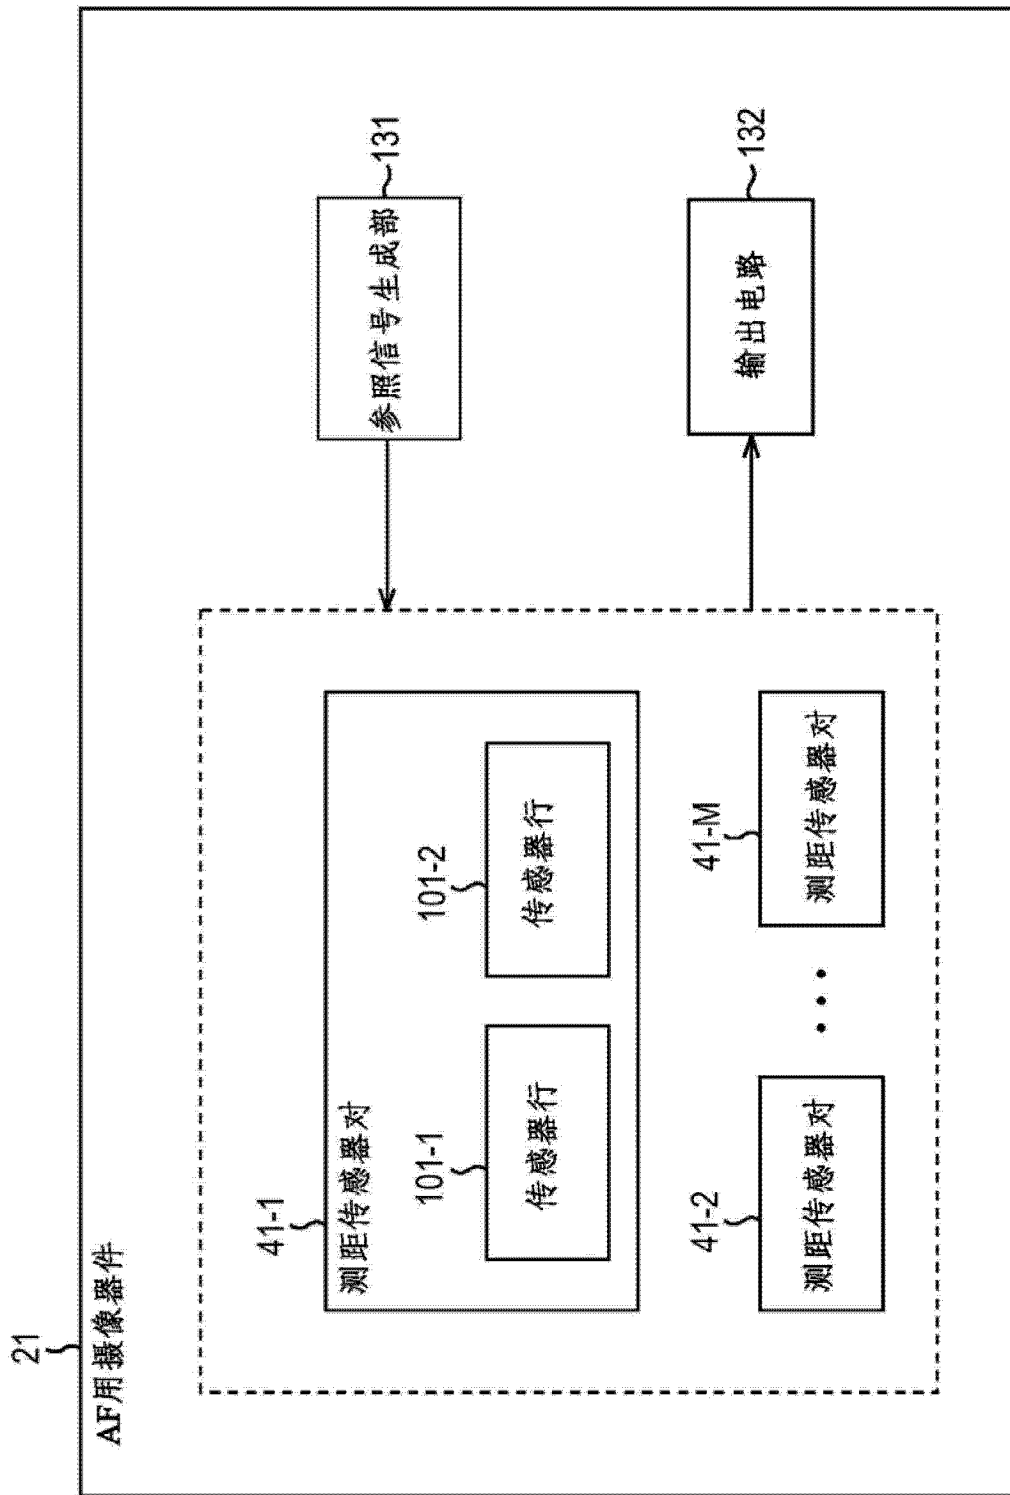 21
AF用摄像器件
41-1
测距传感器对
101-1
传感器行
101-2
传感器行
参照信号生成部
131
41-2
测距传感器对
41-M
测距传感器对
输出电路
132